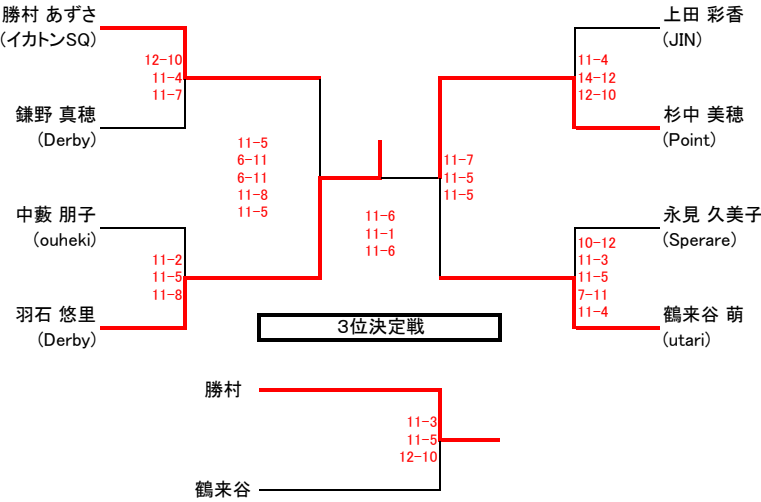 勝村 あずさ
(イカトンSQ)
12-10
11-4
11-7
鎌野 真穂
(Derby)
11-5
6-11
6-11
11-8
11-5
中藪 朋子
(ouheki)
11-2
11-5
11-8
羽石 悠里
(Derby)
11-6
11-1
11-6
上田 彩香
(JIN)
11-4
14-12
12-10
杉中 美穂
(Point)
11-7
11-5
11-5
永見 久美子
(Sperare)
10-12
11-3
11-5
7-11
11-4
鶴来谷 萌
(utari)
3位決定戦
勝村
11-3
11-5
12-10
鶴来谷